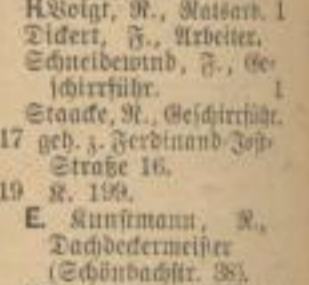 H.Voigt, R., Ratsarb. 1
Dickert, F., Arbeiter.
Schneidewind, F., Ge-
schirrführ. 1
Staacke, R., Geschirrführ.
17 geh. z. Ferdinand-Jost-
Straße 16.
19 K. 199.
E. Kunstmann, R.,
Dachdeckermeister
(Schönbachstr. 38).